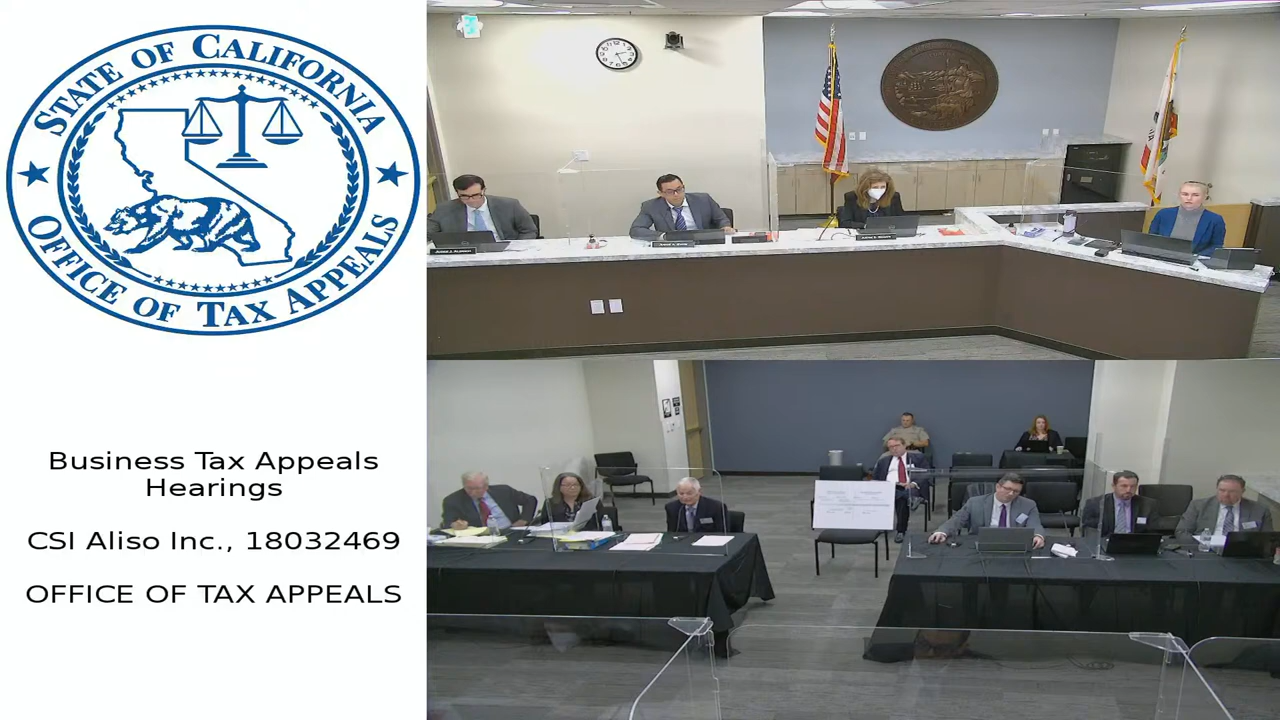 STATE OF CALIFORNIA
OFFICE OF TAX APPEALS
Business Tax Appeals
Hearings
CSI Aliso Inc., 18032469
OFFICE OF TAX APPEALS